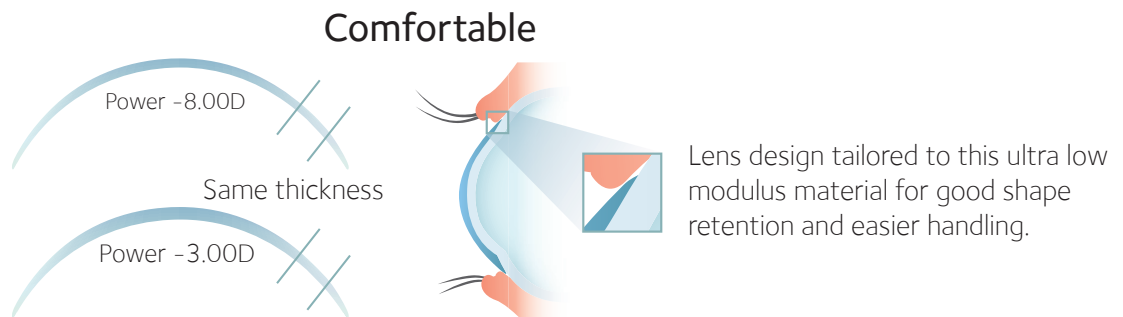 Comfortable
Power -8.00D
Same thickness
Power -3.00D
Lens design tailored to this ultra low
modulus material for good shape
retention and easier handling.